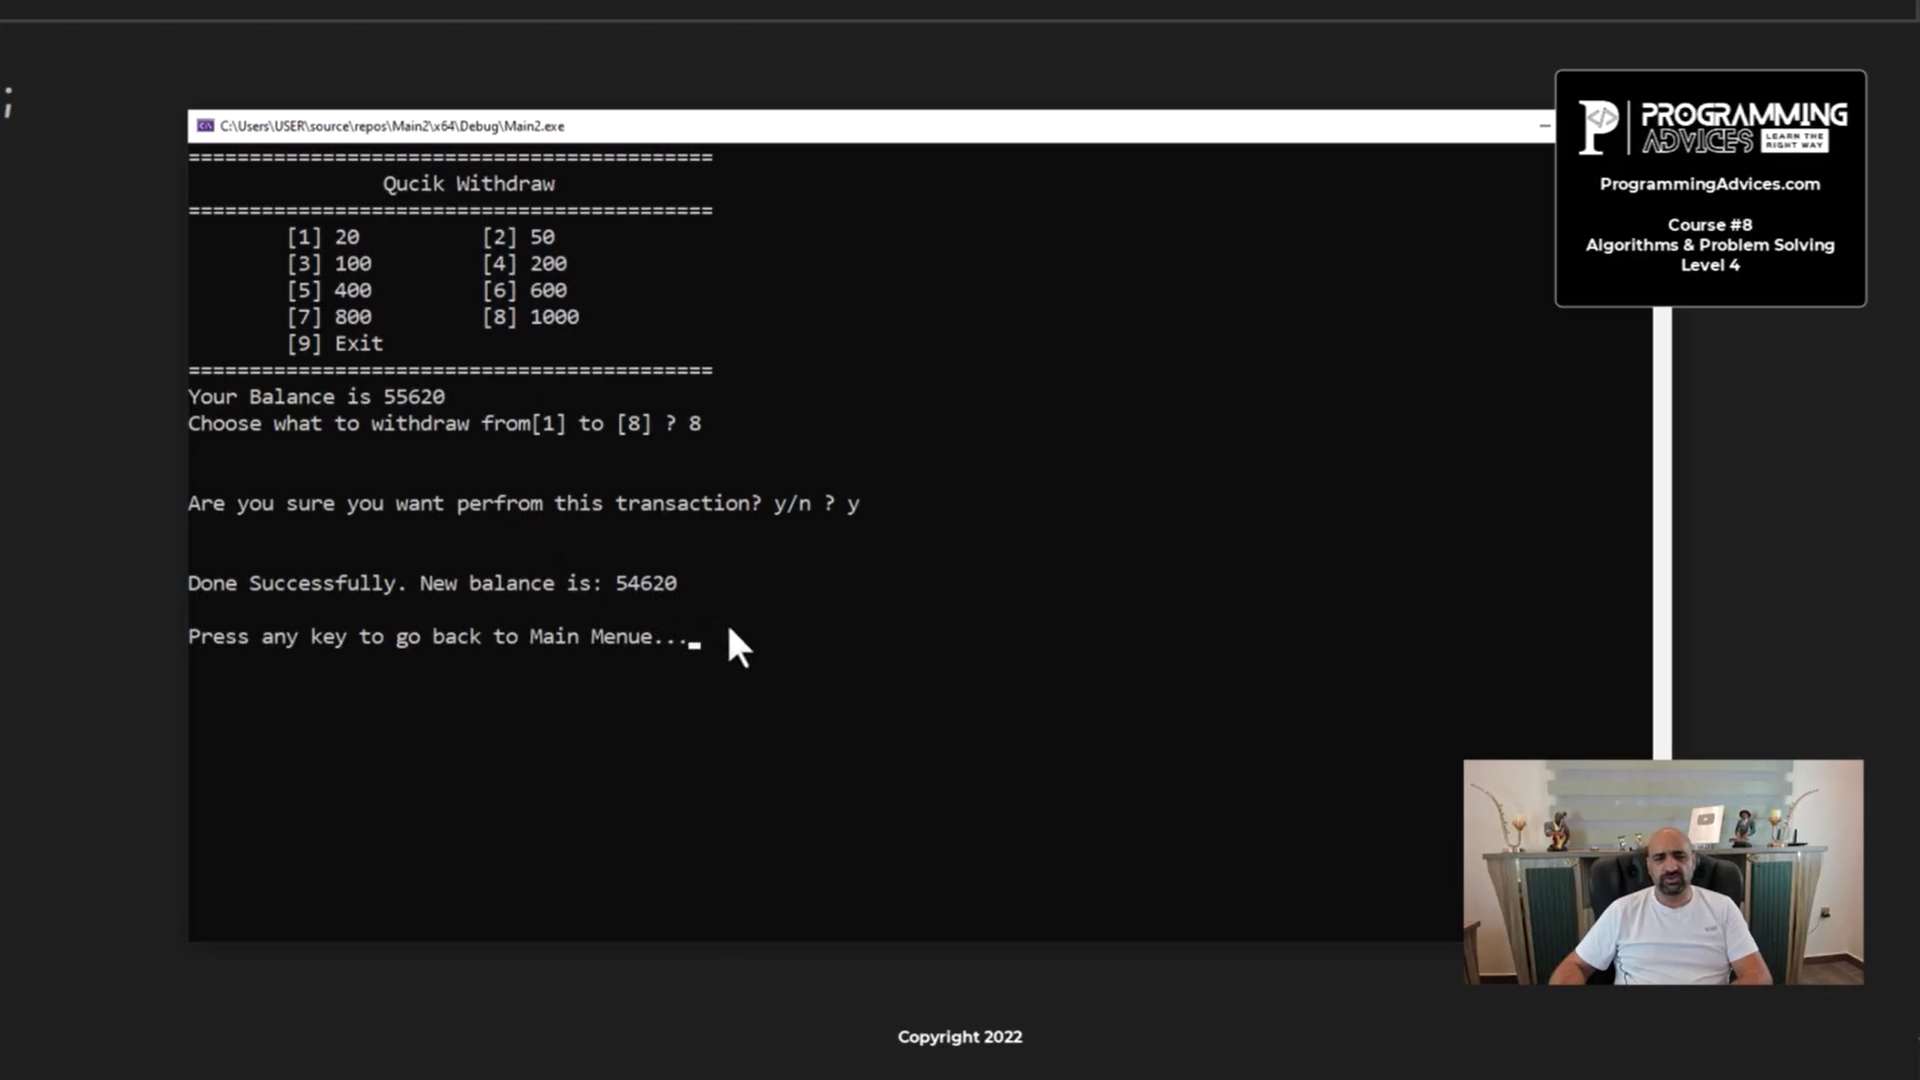 ;
C:\Users\USER\source\repos\Main2\x64\Debug\Main2.exe
===========================================
Qucik Withdraw
===========================================
[1] 20 [2] 50
[3] 100 [4] 200
[5] 400 [6] 600
[7] 800 [8] 1000
[9] Exit
===========================================
Your Balance is 55620
Choose what to withdraw from[1] to [8] ? 8
Are you sure you want perfrom this transaction? y/n ? y
Done Successfully. New balance is: 54620
Press any key to go back to Main Menue...
PROGRAMMING
ADVICES LEARN THE RIGHT WAY
ProgrammingAdvices.com
Course #8
Algorithms & Problem Solving
Level 4
Copyright 2022